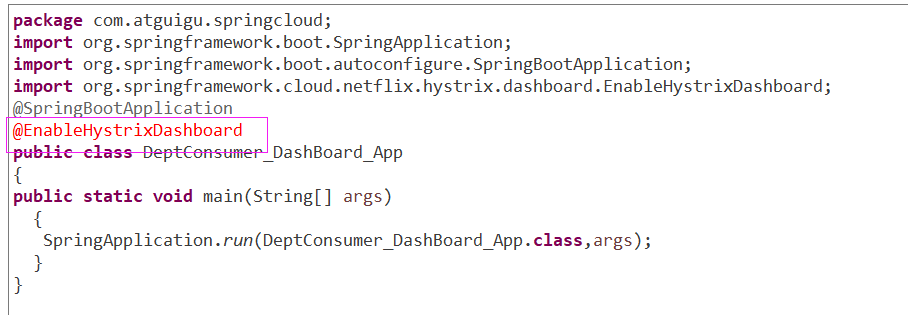 package com.atguigu.springcloud;
import org.springframework.boot.SpringApplication;
import org.springframework.boot.autoconfigure.SpringBootApplication;
import org.springframework.cloud.netflix.hystrix.dashboard.EnableHystrixDashboard;
@SpringBootApplication
@EnableHystrixDashboard
public class DeptConsumer_DashBoard_App
{
public static void main(String[] args)
  {
   SpringApplication.run(DeptConsumer_DashBoard_App.class,args);
  }
}